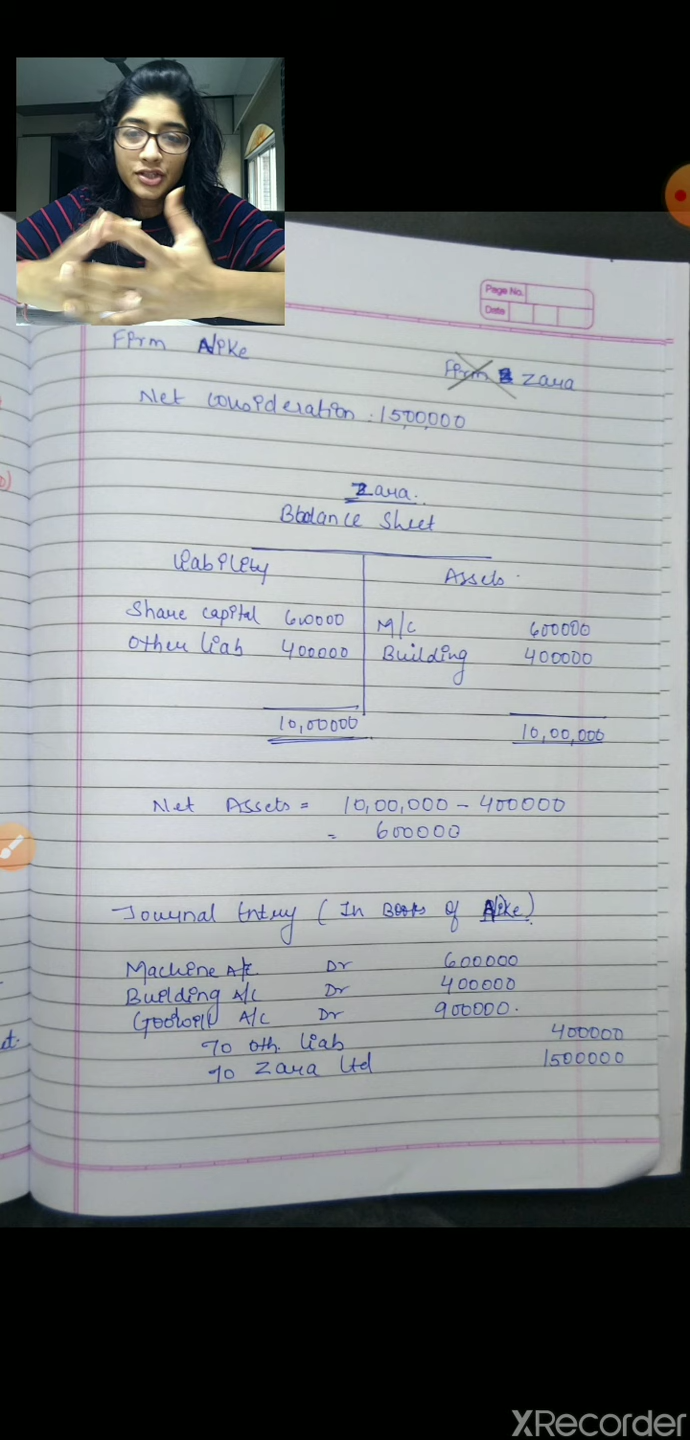 Page No.
Date
Firm Nike
Firm Zara
Net consideration : 1500000
Zara.
Balance Sheet
Liability Assets.
Share capital 600000 M/C 600000
Other liab 400000 Building 400000
10,00000 10,00,000
Net Assets = 10,00,000 - 400000
= 600000
Journal Entry (In Books of Nike)
Machine A/c Dr 600000
Building A/c Dr 400000
Goodwill A/c Dr 900000.
To Oth. liab 400000
To Zara Ltd 1500000
XRecorder